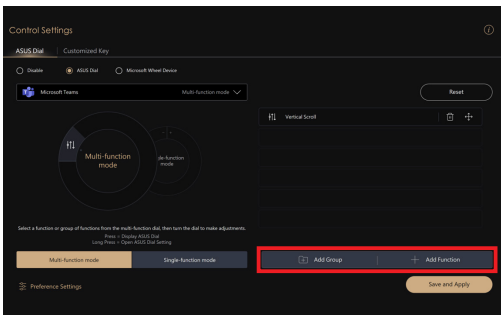 Control Settings
ASUS Dial Customized Key
Disable ASUS Dial Microsoft Wheel Device
Microsoft Teams Multi-function mode
Reset
Vertical Scroll
Multi-function
mode
gle-function
mode
Select a function or group of functions from the multi-function dial, then turn the dial to make adjustments.
Press = Display ASUS Dial
Long Press = Open ASUS Dial Setting
Multi-function mode Single-function mode
Add Group Add Function
Preference Settings
Save and Apply